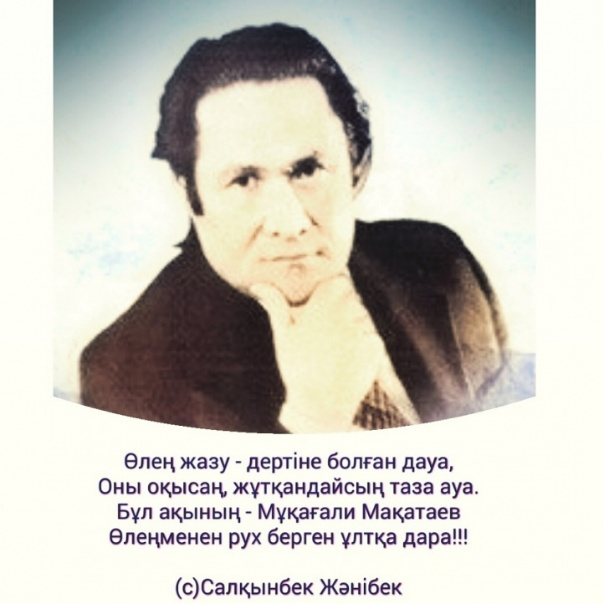 Өлең жазу - дертіне болған дауа,
Оны оқысаң, жұтқандайсың таза ауа.
Бұл ақының - Мұқағали Мақатаев
Өлеңменен рух берген ұлтқа дара!!!
(c)Салқынбек Жәнібек